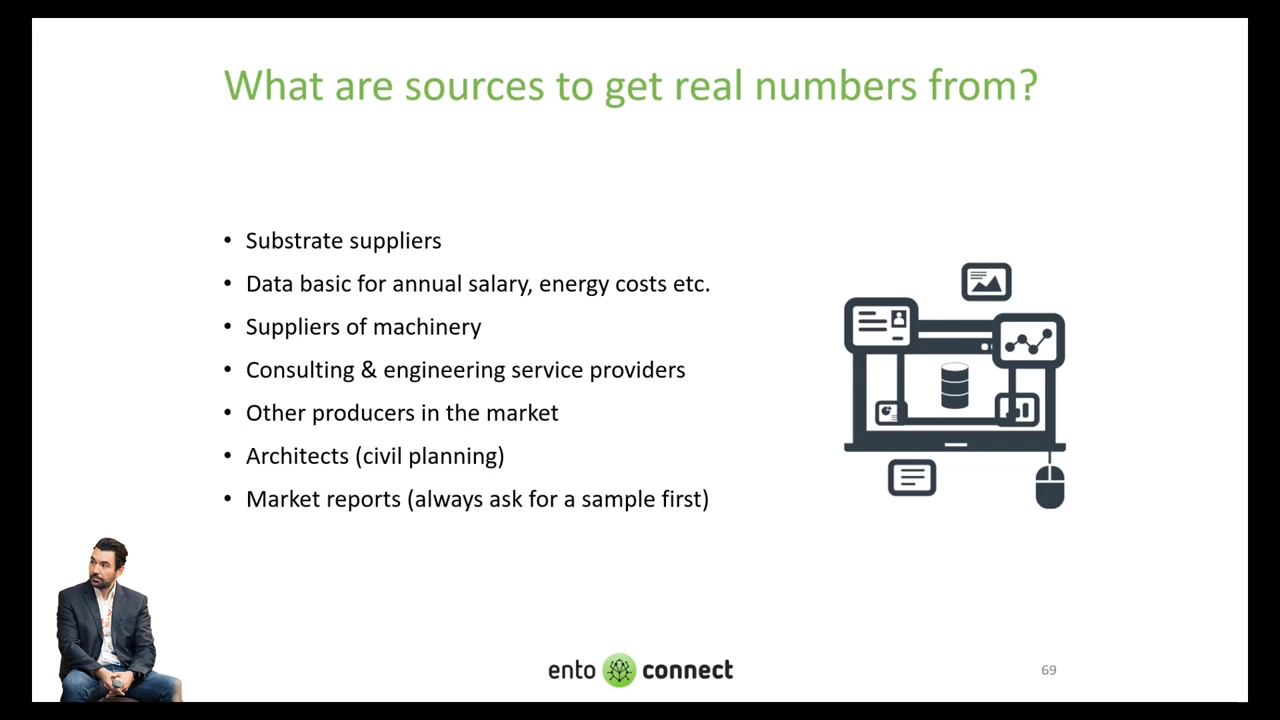 What are sources to get real numbers from?
• Substrate suppliers
• Data basic for annual salary, energy costs etc.
• Suppliers of machinery
• Consulting & engineering service providers
• Other producers in the market
• Architects (civil planning)
• Market reports (always ask for a sample first)
ento connect
69